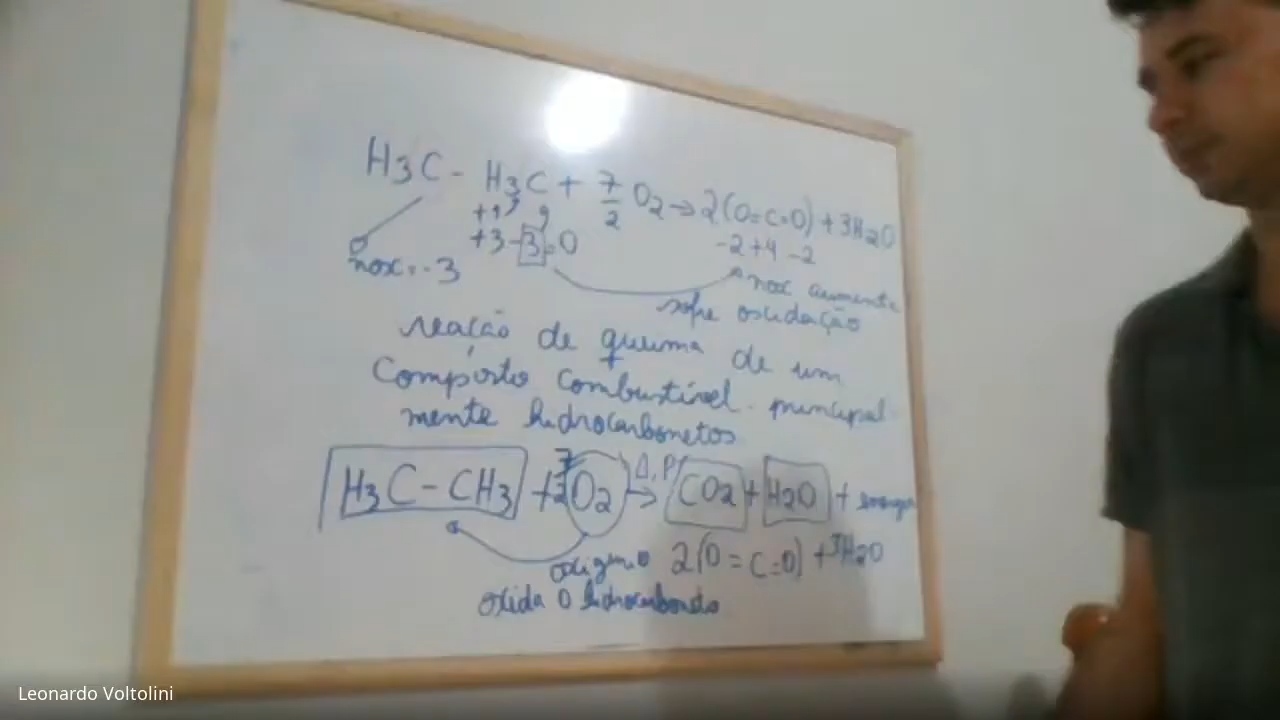 H3C - H3C + 7/2 O2 → 2(O=C=O) + 3H2O
+1
+3 -3 = 0 -2 +4 -2
nox = -3 nox aumenta
sofre oxidação
reação de queima de um
Composto combustível - principal
mente hidrocarbonetos
H3C - CH3 + 7/2 O2 Δ, P → CO2 + H2O + energia
oxigênio 2(O=C=O) + 3H2O
oxida o hidrocarboneto
Leonardo Voltolini